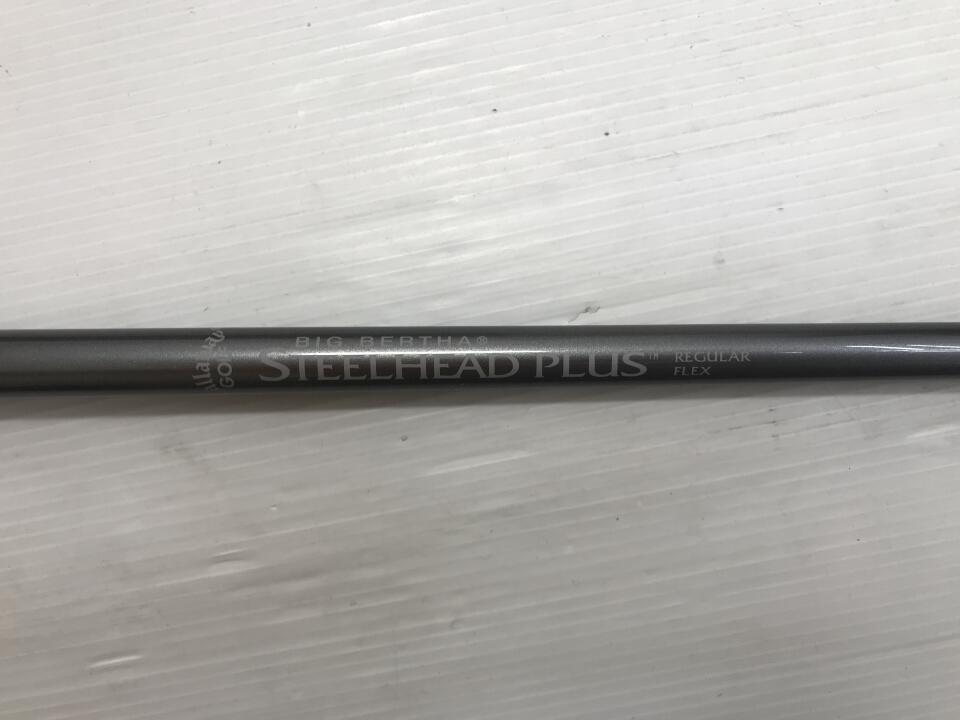 BIG BERTHA®
STEELHEAD PLUS™
REGULAR
FLEX